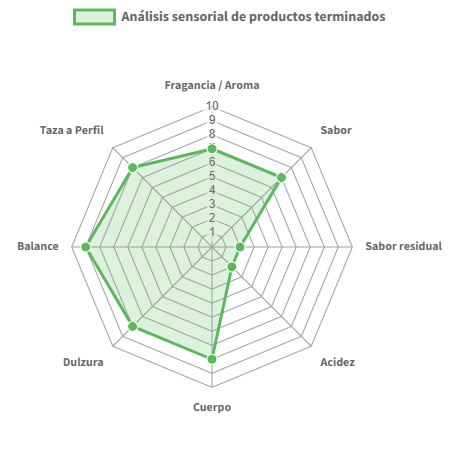 Análisis sensorial de productos terminados
Fragancia / Aroma
10
Taza a Perfil
9
Sabor
8
6
5
4
3
2
1
Balance
Sabor residual
Dulzura
Acidez
Cuerpo